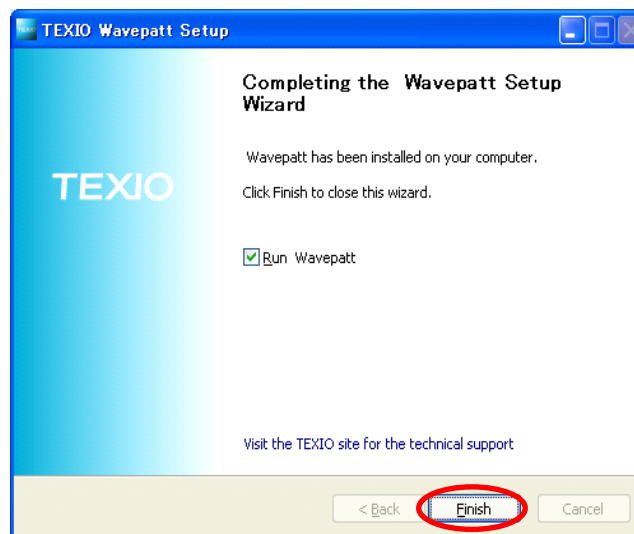 TEXIO Wavepatt Setup
Completing the Wavepatt Setup
Wizard
Wavepatt has been installed on your computer.
TEXIO
Click Finish to close this wizard.
Run Wavepatt
Visit the TEXIO site for the technical support
< Back
Finish
Cancel